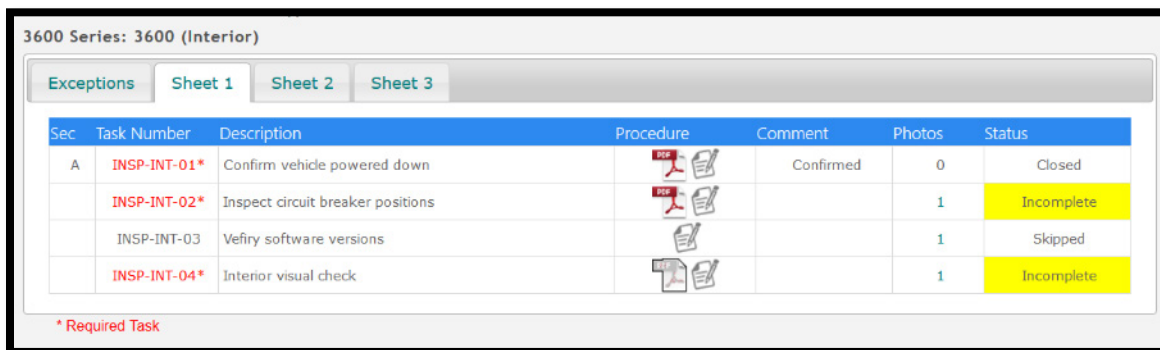 3600 Series: 3600 (Interior)
Exceptions Sheet 1 Sheet 2 Sheet 3
Sec Task Number Description Procedure Comment Photos Status
A INSP-INT-01* Confirm vehicle powered down PDF Confirmed 0 Closed
INSP-INT-02* Inspect circuit breaker positions PDF 1 Incomplete
INSP-INT-03 Vefiry software versions 1 Skipped
INSP-INT-04* Interior visual check PDF 1 Incomplete
* Required Task